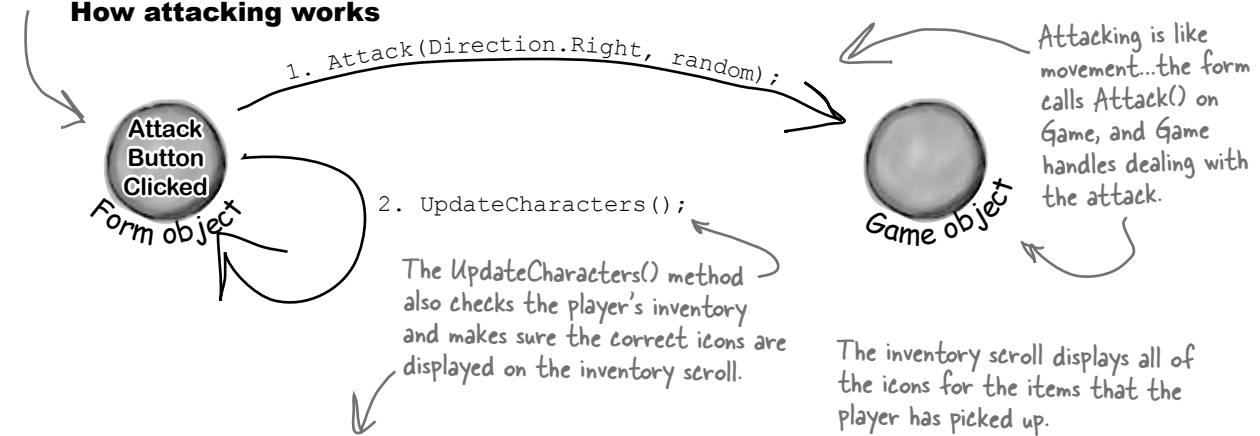 How attacking works
1. Attack(Direction.Right, random);
Attacking is like
movement...the form
calls Attack() on
Game, and Game
handles dealing with
the attack.
Attack
Button
Clicked
Form object
Game object
2. UpdateCharacters();
The UpdateCharacters() method
also checks the player's inventory
and makes sure the correct icons are
displayed on the inventory scroll.
The inventory scroll displays all of
the icons for the items that the
player has picked up.